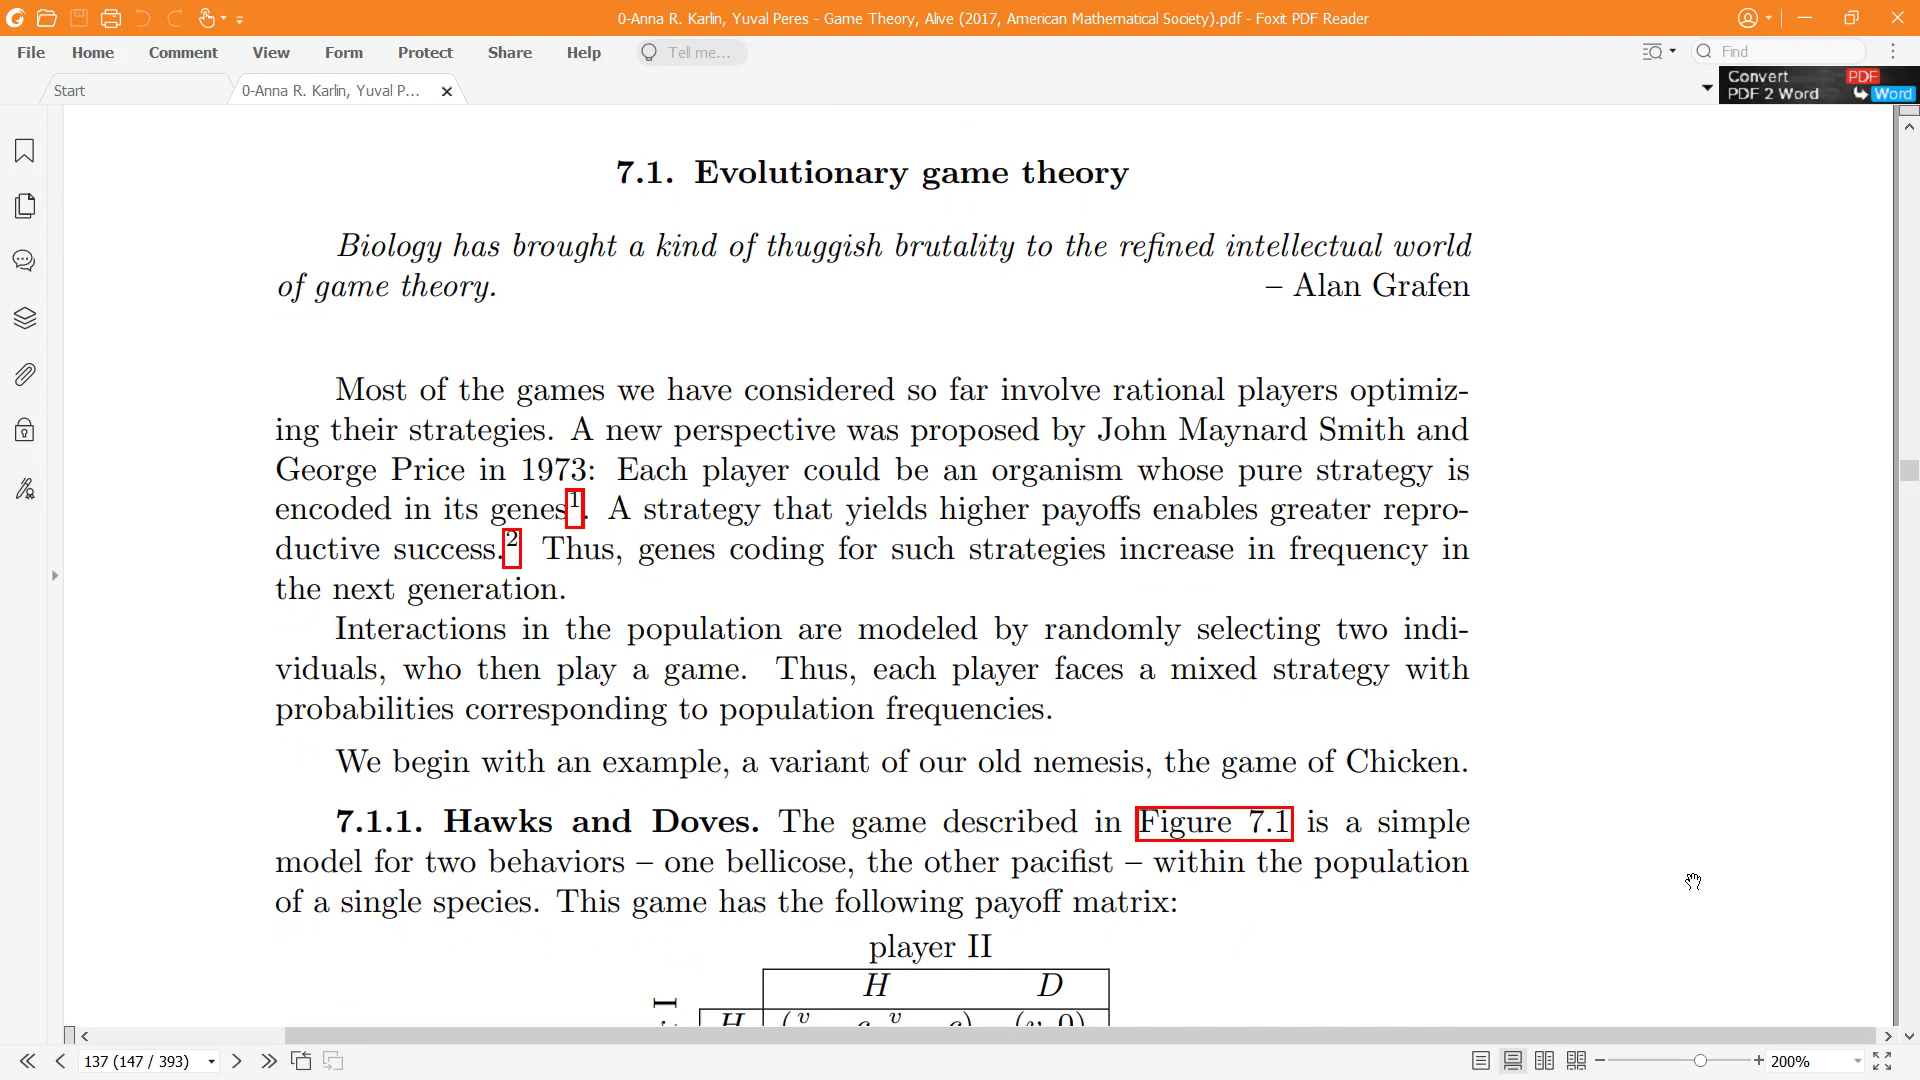 0-Anna R. Karlin, Yuval Peres - Game Theory, Alive (2017, American Mathematical Society).pdf - Foxit PDF Reader
File Home Comment View Form Protect Share Help Tell me... Find
Start 0-Anna R. Karlin, Yuval P... Convert PDF
PDF 2 Word Word
7.1. Evolutionary game theory
Biology has brought a kind of thuggish brutality to the refined intellectual world
of game theory. – Alan Grafen
Most of the games we have considered so far involve rational players optimiz-
ing their strategies. A new perspective was proposed by John Maynard Smith and
George Price in 1973: Each player could be an organism whose pure strategy is
encoded in its genes1. A strategy that yields higher payoffs enables greater repro-
ductive success.2 Thus, genes coding for such strategies increase in frequency in
the next generation.
Interactions in the population are modeled by randomly selecting two indi-
viduals, who then play a game. Thus, each player faces a mixed strategy with
probabilities corresponding to population frequencies.
We begin with an example, a variant of our old nemesis, the game of Chicken.
7.1.1. Hawks and Doves. The game described in Figure 7.1 is a simple
model for two behaviors – one bellicose, the other pacifist – within the population
of a single species. This game has the following payoff matrix:
player II
H D
I
137 (147 / 393) 200%